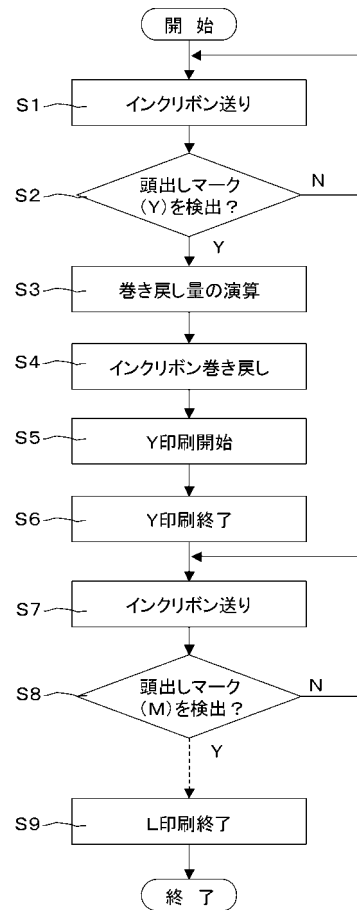 開 始
S1
インクリボン送り
S2
頭出しマーク
(Y)を検出?
N
Y
S3
巻き戻し量の演算
S4
インクリボン巻き戻し
S5
Y印刷開始
S6
Y印刷終了
S7
インクリボン送り
S8
頭出しマーク
(M)を検出?
N
Y
S9
L印刷終了
終 了